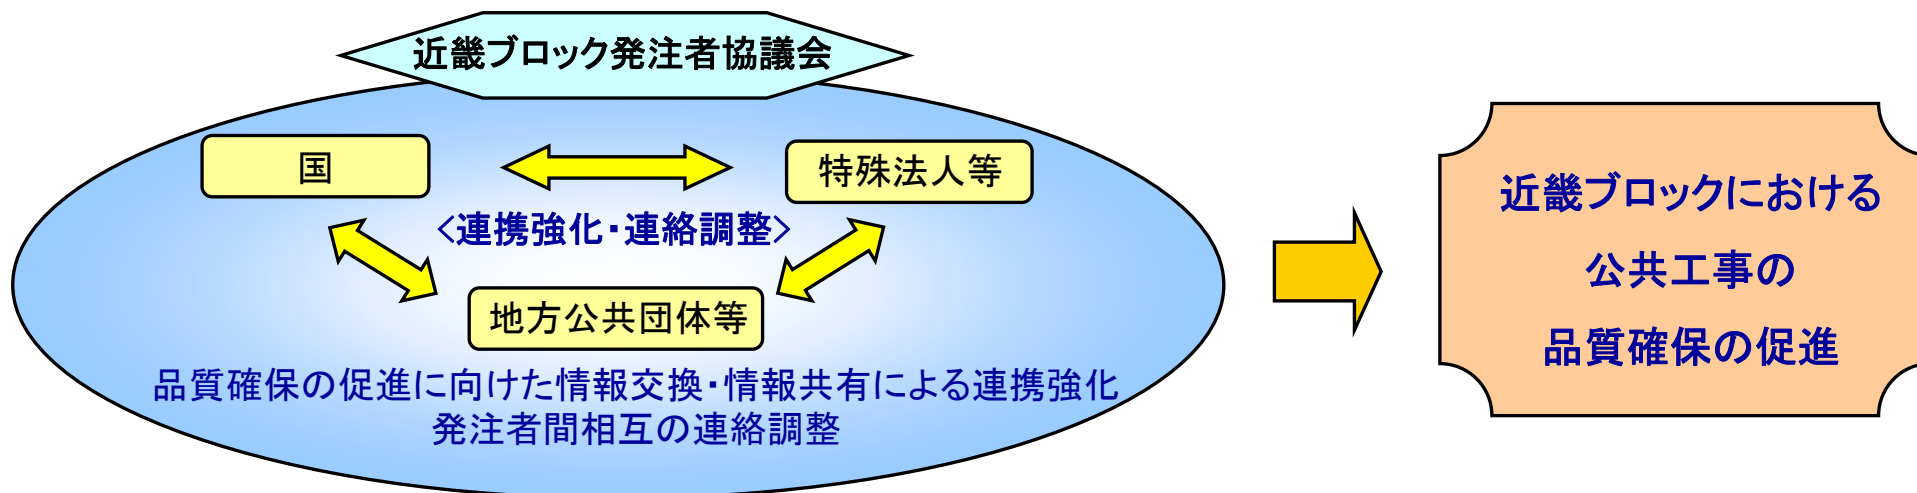 近畿ブロック発注者協議会
国
特殊法人等
<連携強化・連絡調整>
地方公共団体等
品質確保の促進に向けた情報交換・情報共有による連携強化
発注者間相互の連絡調整
近畿ブロックにおける
公共工事の
品質確保の促進